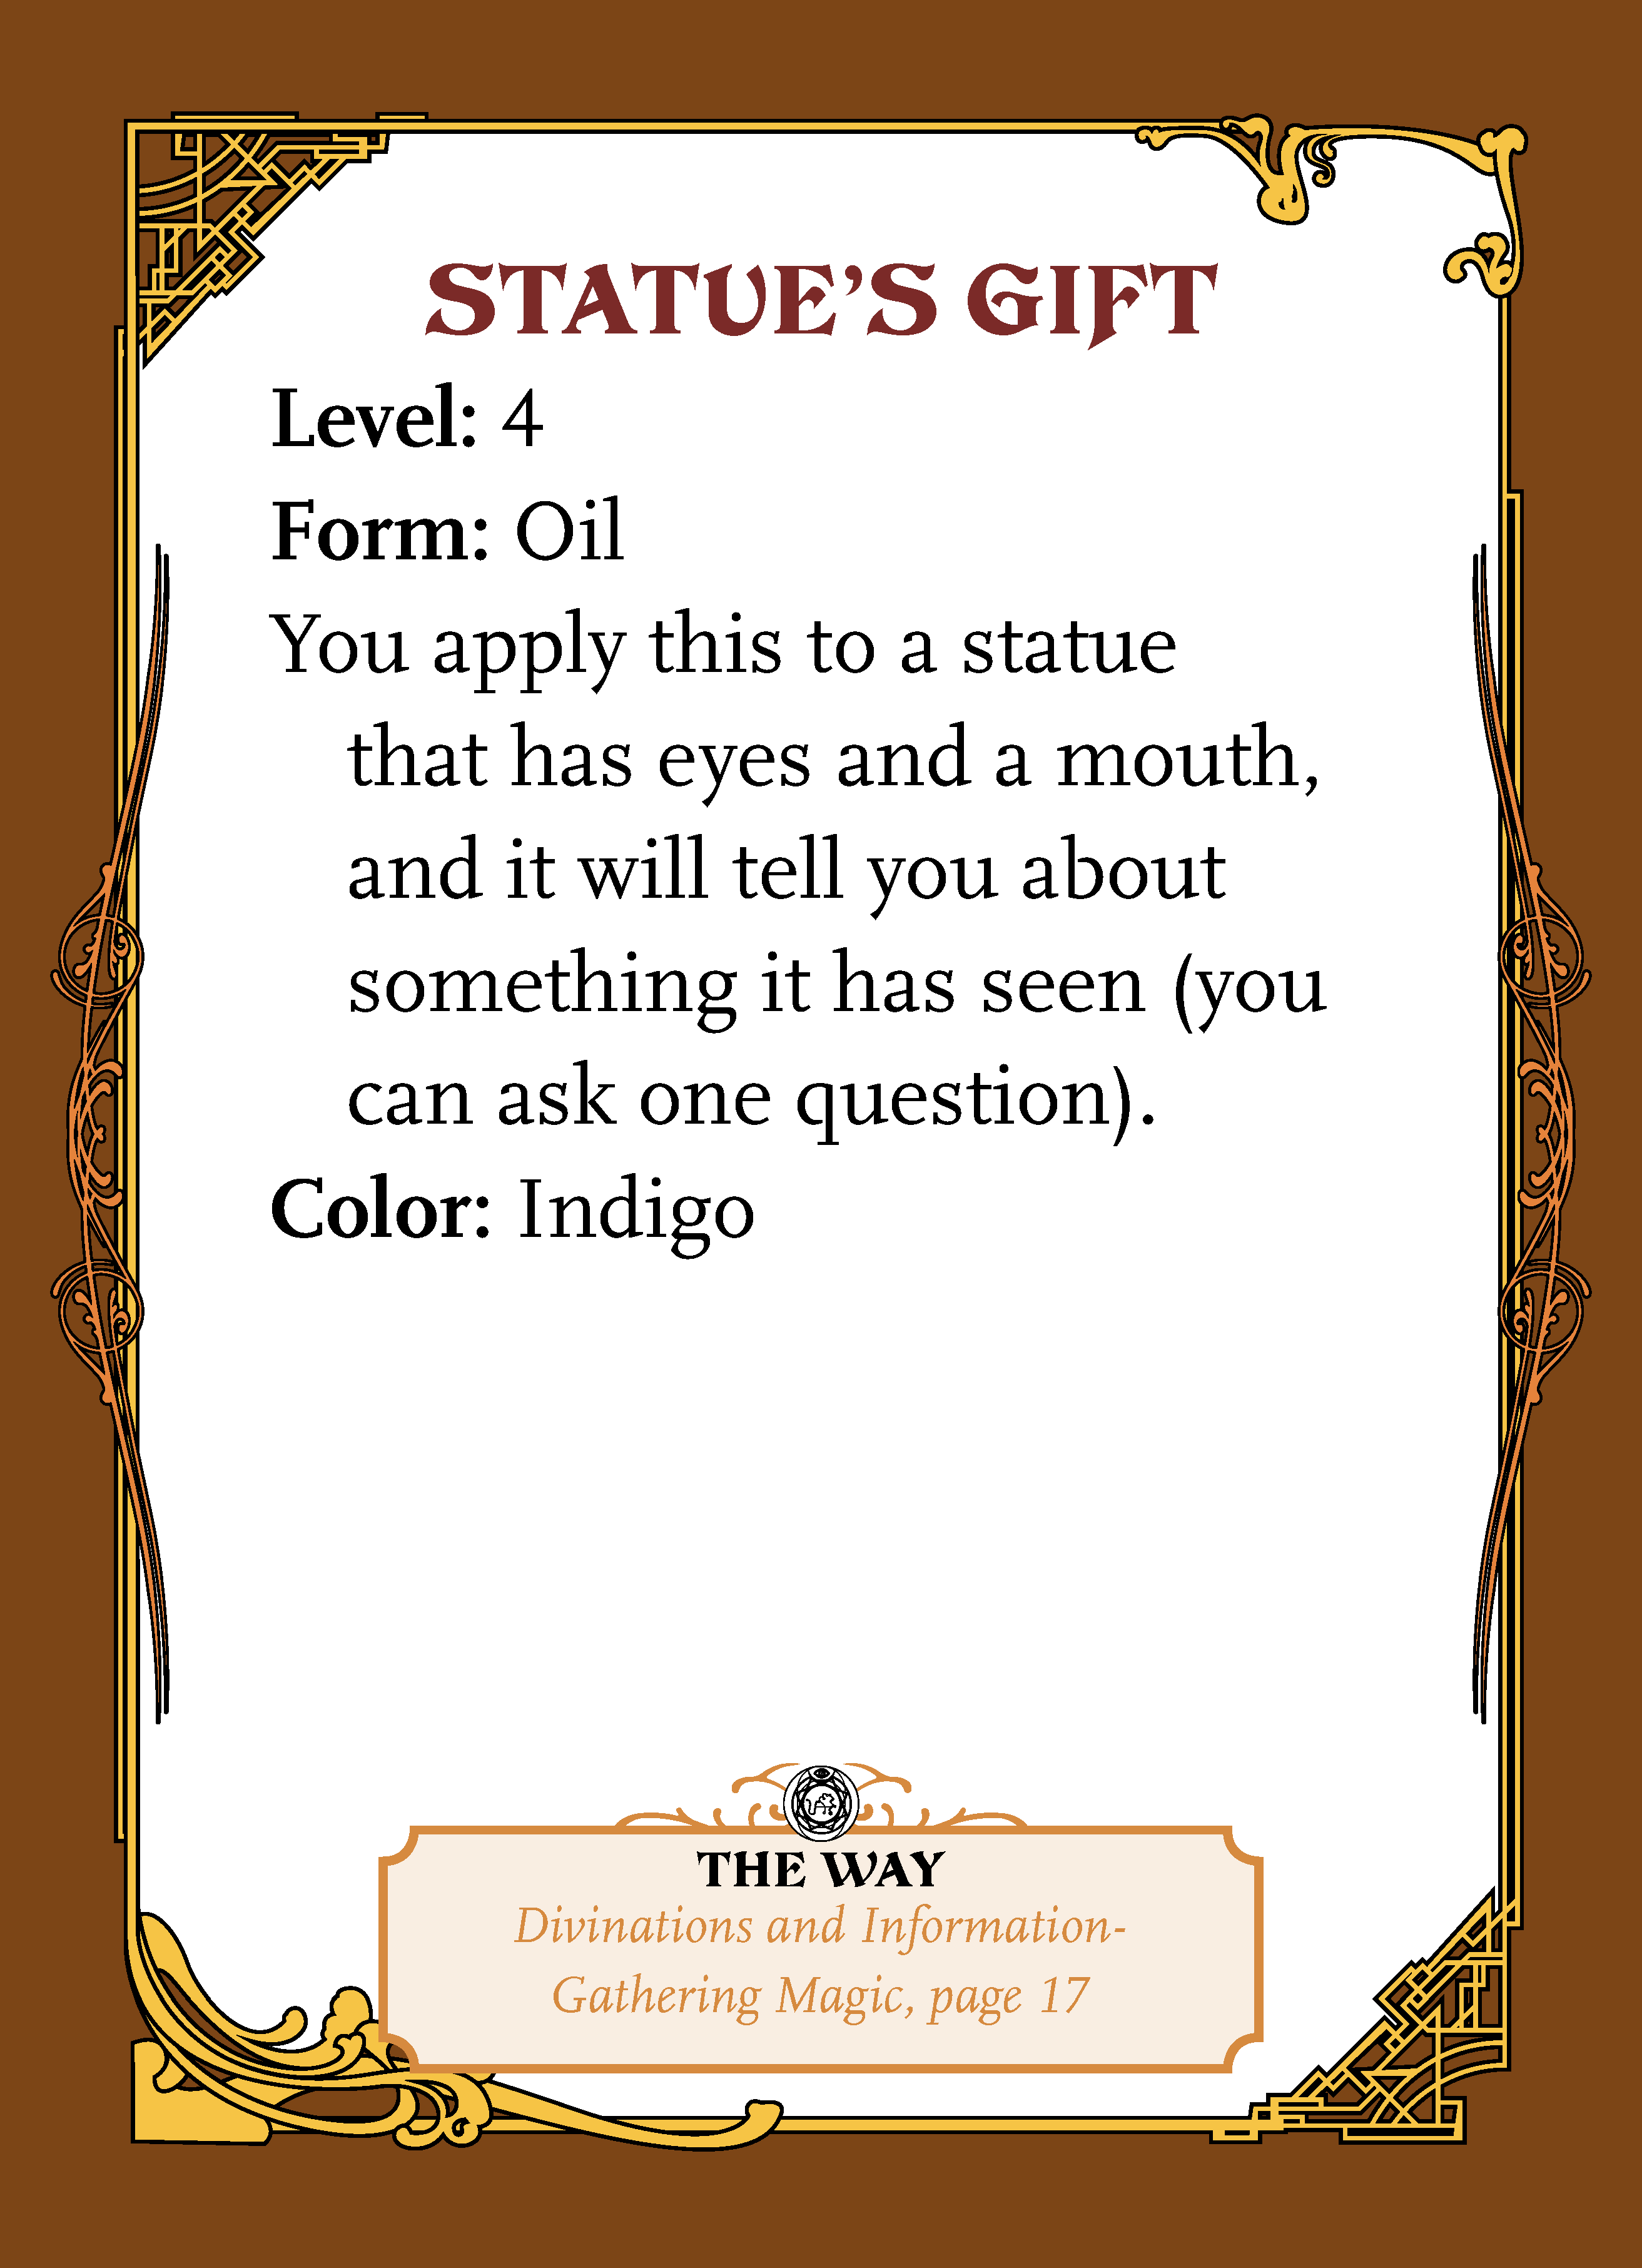 STATUE’S GIFT
Level: 4
Form: Oil
You apply this to a statue
that has eyes and a mouth,
and it will tell you about
something it has seen (you
can ask one question).
Color: Indigo
THE WAY
Divinations and Information-
Gathering Magic, page 17